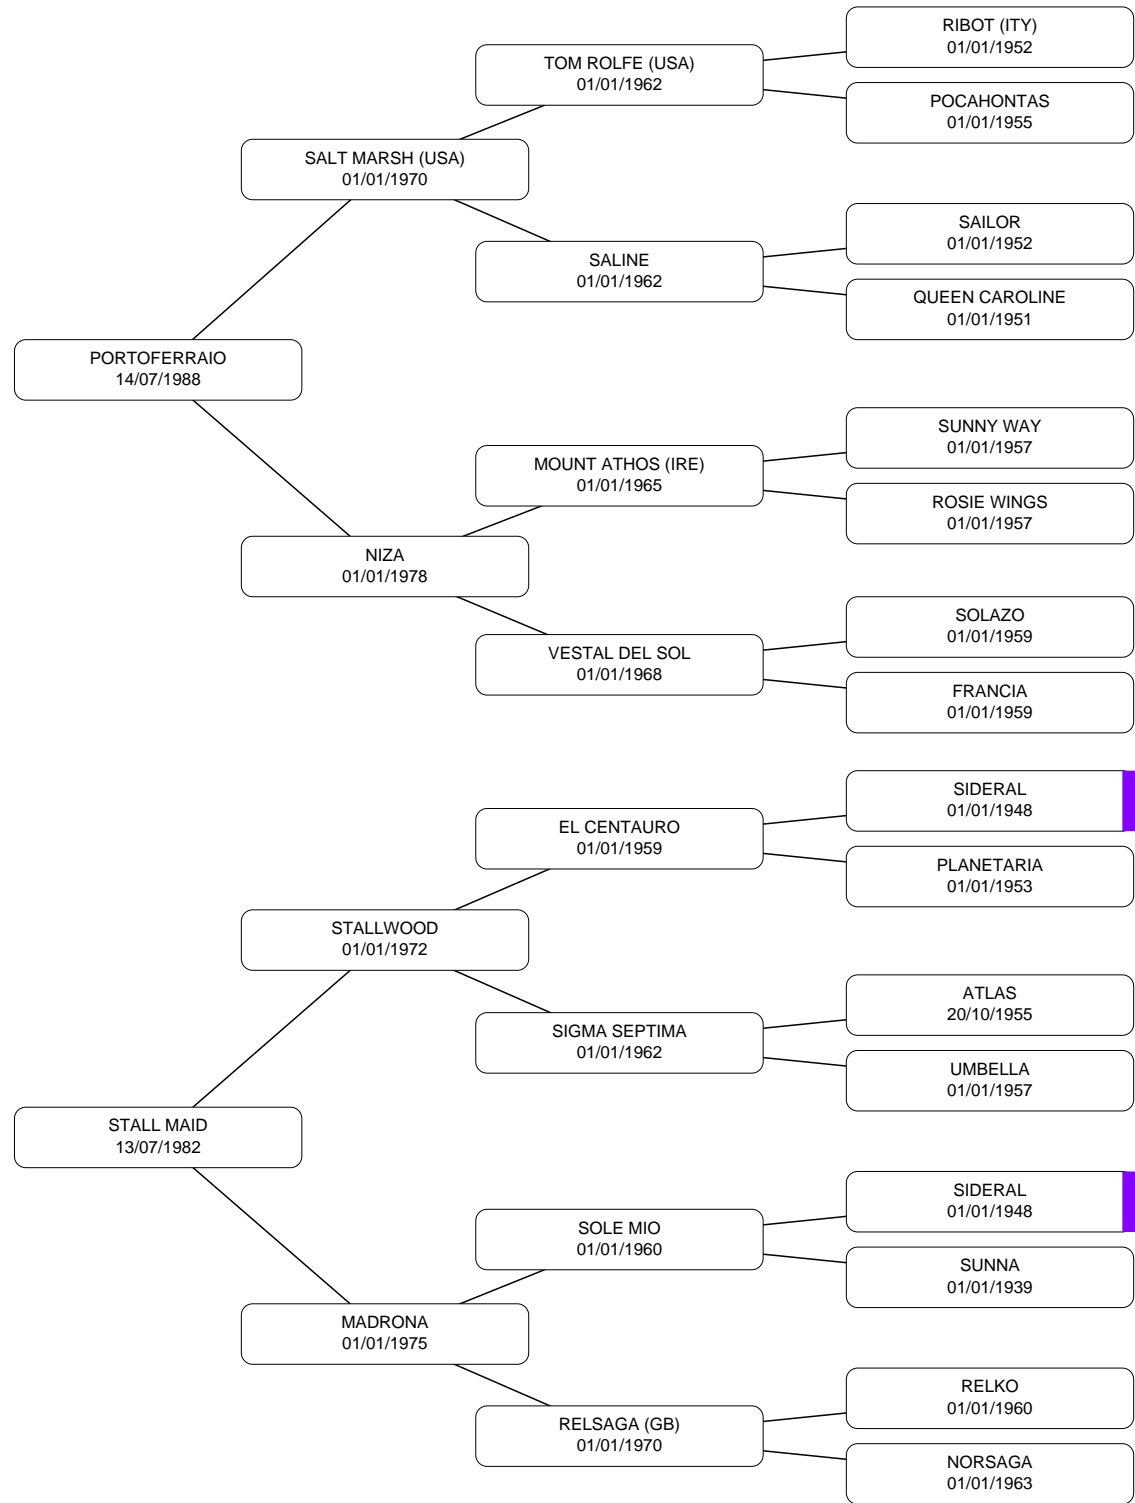 RIBOT (ITY)
01/01/1952
TOM ROLFE (USA)
01/01/1962
POCAHONTAS
01/01/1955
SALT MARSH (USA)
01/01/1970
SAILOR
01/01/1952
SALINE
01/01/1962
QUEEN CAROLINE
01/01/1951
PORTOFERRAIO
14/07/1988
SUNNY WAY
01/01/1957
MOUNT ATHOS (IRE)
01/01/1965
ROSIE WINGS
01/01/1957
NIZA
01/01/1978
SOLAZO
01/01/1959
VESTAL DEL SOL
01/01/1968
FRANCIA
01/01/1959
SIDERAL
01/01/1948
EL CENTAURO
01/01/1959
PLANETARIA
01/01/1953
STALLWOOD
01/01/1972
ATLAS
20/10/1955
SIGMA SEPTIMA
01/01/1962
UMBELLA
01/01/1957
STALL MAID
13/07/1982
SIDERAL
01/01/1948
SOLE MIO
01/01/1960
SUNNA
01/01/1939
MADRONA
01/01/1975
RELKO
01/01/1960
RELSAGA (GB)
01/01/1970
NORSAGA
01/01/1963